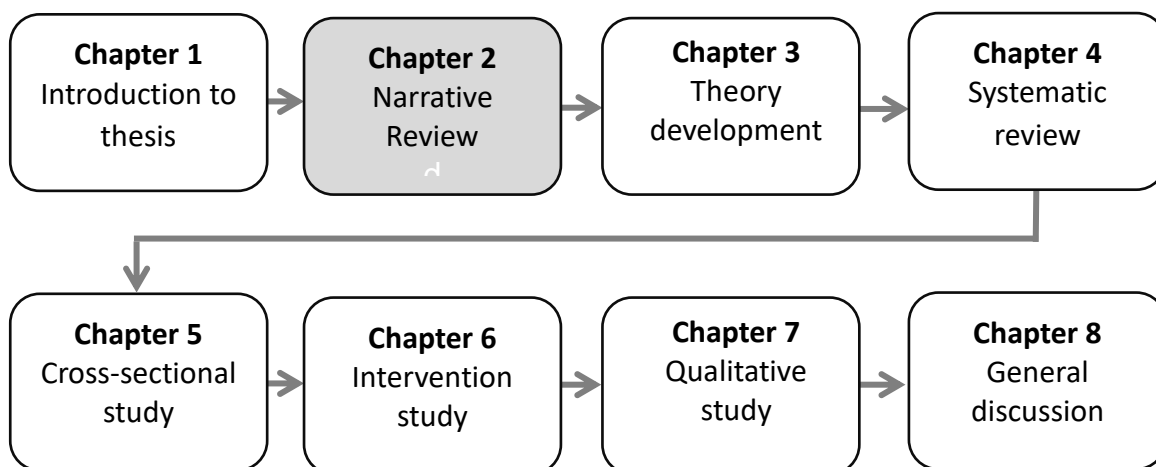 Chapter 1
Introduction to
thesis
Chapter 2
Narrative
Review
Chapter 3
Theory
development
Chapter 4
Systematic
review
Chapter 5
Cross-sectional
study
Chapter 6
Intervention
study
Chapter 7
Qualitative
study
Chapter 8
General
discussion